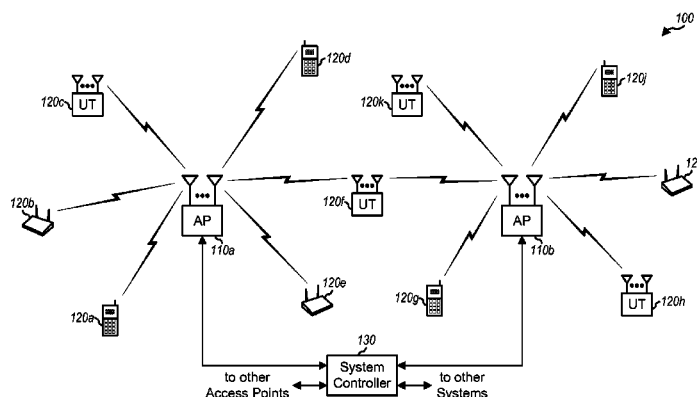 100
120d
120j
120c
UT
120k
UT
12
120b
120f
UT
AP
AP
110a
110b
120e
120a
120g
UT
120h
130
System
Controller
to other
Access Points
to other
Systems